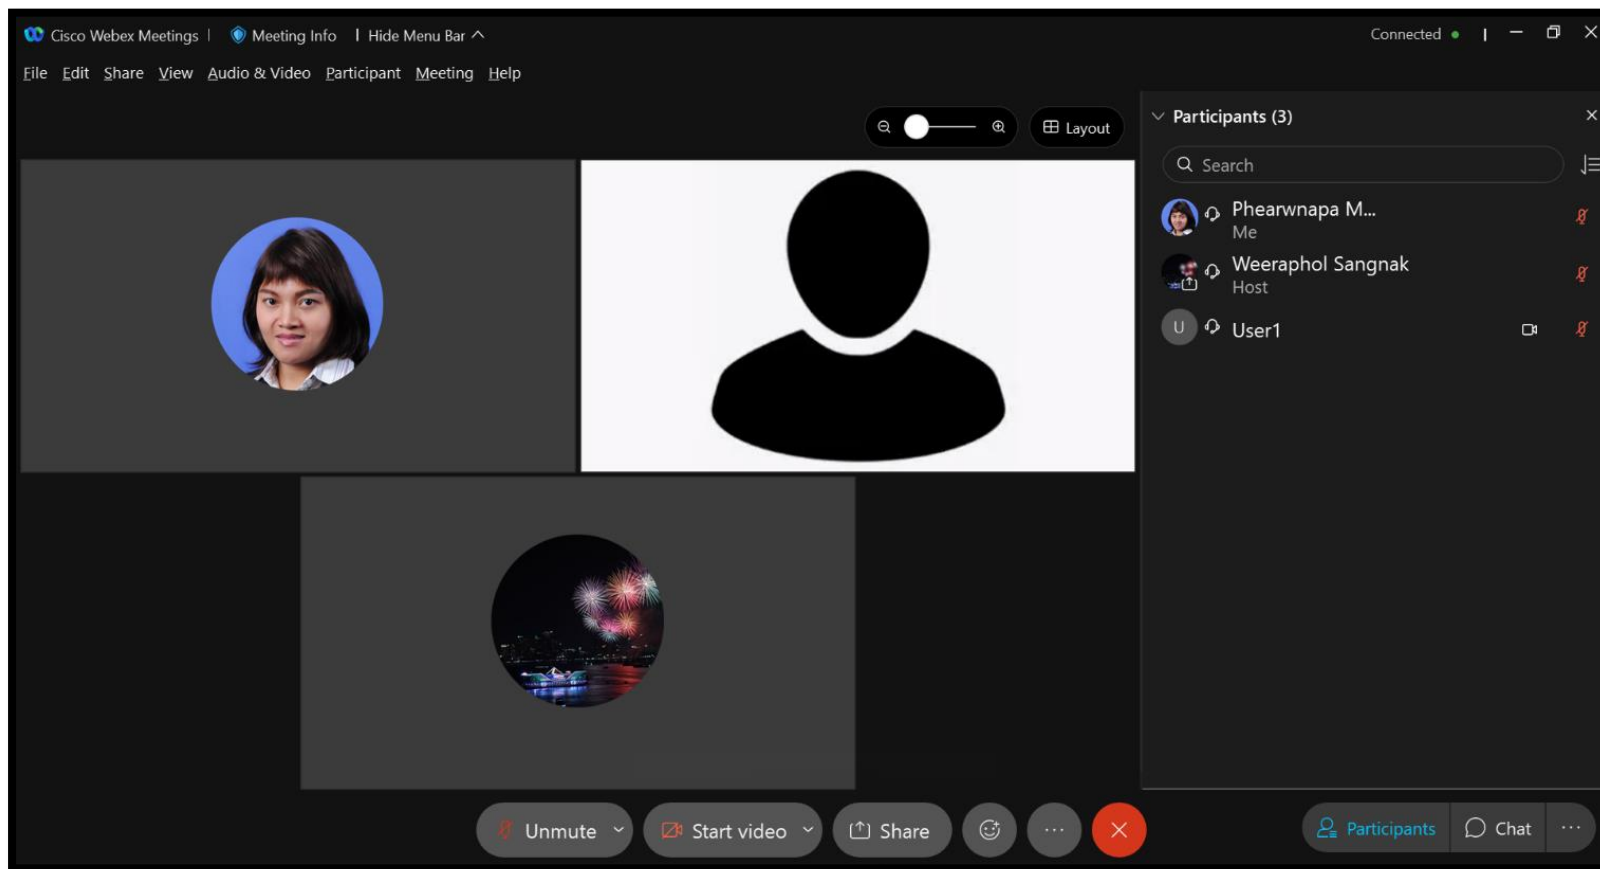 Cisco Webex Meetings | Meeting Info | Hide Menu Bar Connected |
File Edit Share View Audio & Video Participant Meeting Help
Layout
Participants (3)
Search
Phearwnapa M...
Me
Weeraphol Sangnak
Host
U User1
Unmute Start video Share ... Participants Chat ...